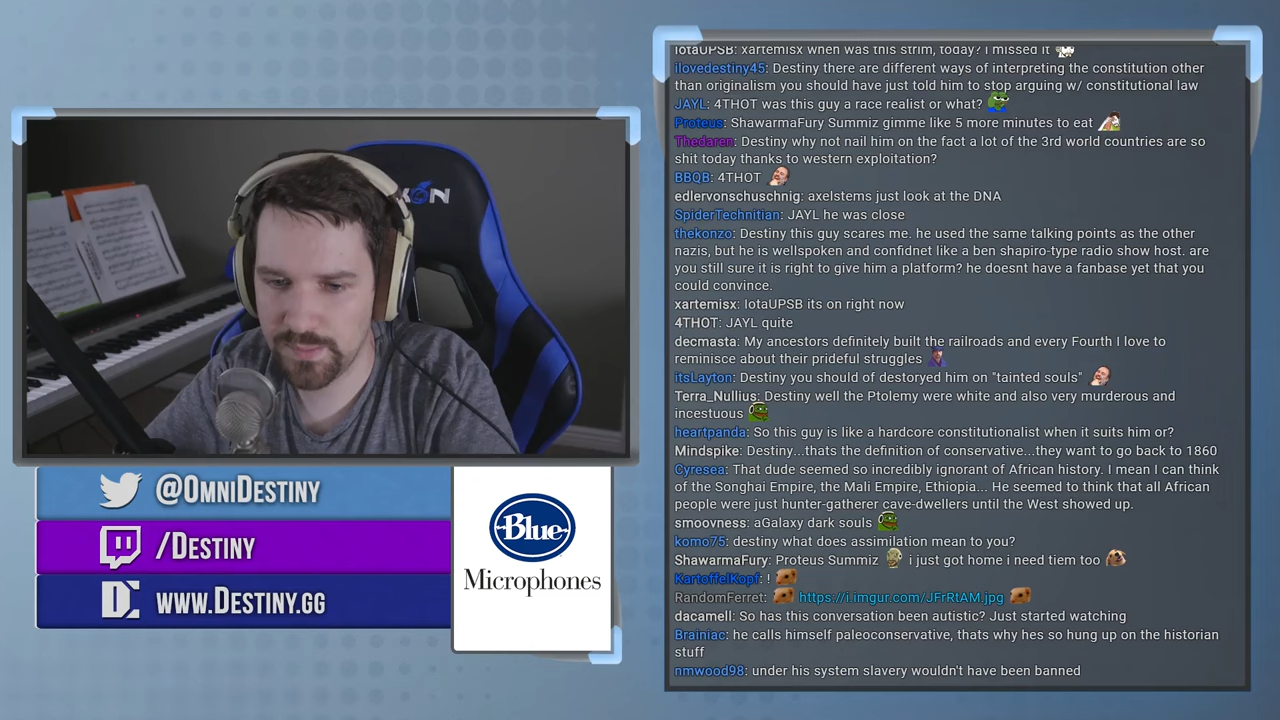 IotaUPSB: xartemisx when was this strim, today? i missed it
ilovedestiny45: Destiny there are different ways of interpreting the constitution other
than originalism you should have just told him to stop arguing w/ constitutional law
JAYL: 4THOT was this guy a race realist or what?
Proteus: ShawarmaFury Summiz gimme like 5 more minutes to eat
Thedaren: Destiny why not nail him on the fact a lot of the 3rd world countries are so
shit today thanks to western exploitation?
BBQB: 4THOT
edlervonschuschnig: axelstems just look at the DNA
SpiderTechnitian: JAYL he was close
thekonzo: Destiny this guy scares me. he used the same talking points as the other
nazis, but he is wellspoken and confidnet like a ben shapiro-type radio show host. are
you still sure it is right to give him a platform? he doesnt have a fanbase yet that you
could convince.
xartemisx: IotaUPSB its on right now
4THOT: JAYL quite
decmasta: My ancestors definitely built the railroads and every Fourth I love to
reminisce about their prideful struggles
itsLayton: Destiny you should of destoryed him on "tainted souls"
Terra_Nullius: Destiny well the Ptolemy were white and also very murderous and
incestuous
heartpanda: So this guy is like a hardcore constitutionalist when it suits him or?
Mindspike: Destiny...thats the definition of conservative...they want to go back to 1860
Cyresea: That dude seemed so incredibly ignorant of African history. I mean I can think
of the Songhai Empire, the Mali Empire, Ethiopia... He seemed to think that all African
people were just hunter-gatherer cave-dwellers until the West showed up.
smoovness: aGalaxy dark souls
komo75: destiny what does assimilation mean to you?
ShawarmaFury: Proteus Summiz i just got home i need tiem too
KartoffelKopf: !
RandomFerret: https://i.imgur.com/JFrRtAM.jpg
dacamell: So has this conversation been autistic? Just started watching
Brainiac: he calls himself paleoconservative, thats why hes so hung up on the historian
stuff
nmwood98: under his system slavery wouldn't have been banned
@OmniDestiny
/Destiny
www.Destiny.gg
Blue
Microphones